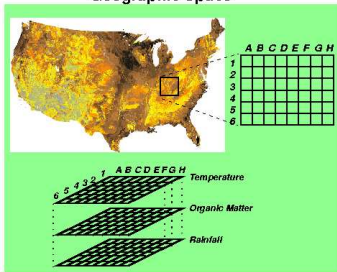 Geographic Space
A B C D E F G H
1
2
3
4
5
6
6 5 4 3 2 1 A B C D E F G H
Temperature
Organic Matter
Rainfall